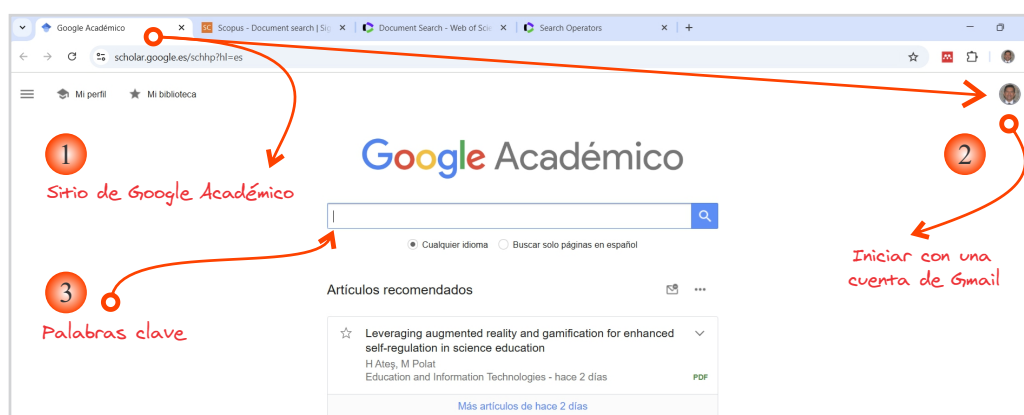 Google Académico
Scopus - Document search | Sig
Document Search - Web of Scie
Search Operators
scholar.google.es/schhp?hl=es
Mi perfil
Mi biblioteca
1
Sitio de Google Académico
Google Académico
2
Iniciar con una
cuenta de Gmail
Cualquier idioma
Buscar solo páginas en español
3
Palabras clave
Artículos recomendados
Leveraging augmented reality and gamification for enhanced
self-regulation in science education
H Ateş, M Polat
Education and Information Technologies - hace 2 días
PDF
Más artículos de hace 2 días